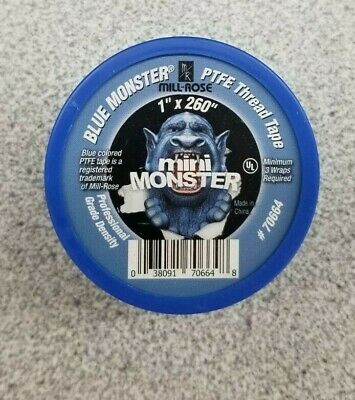 BLUE MONSTER® M/R PTFE Thread Tape
MILL-ROSE
1" x 260"
Blue colored
PTFE tape is a
registered
trademark
of Mill-Rose
mini
MONSTER
UL
Minimum
3 Wraps
Required
Made in
China
# 70664
Professional
Grade Density
0 38091 70664 8